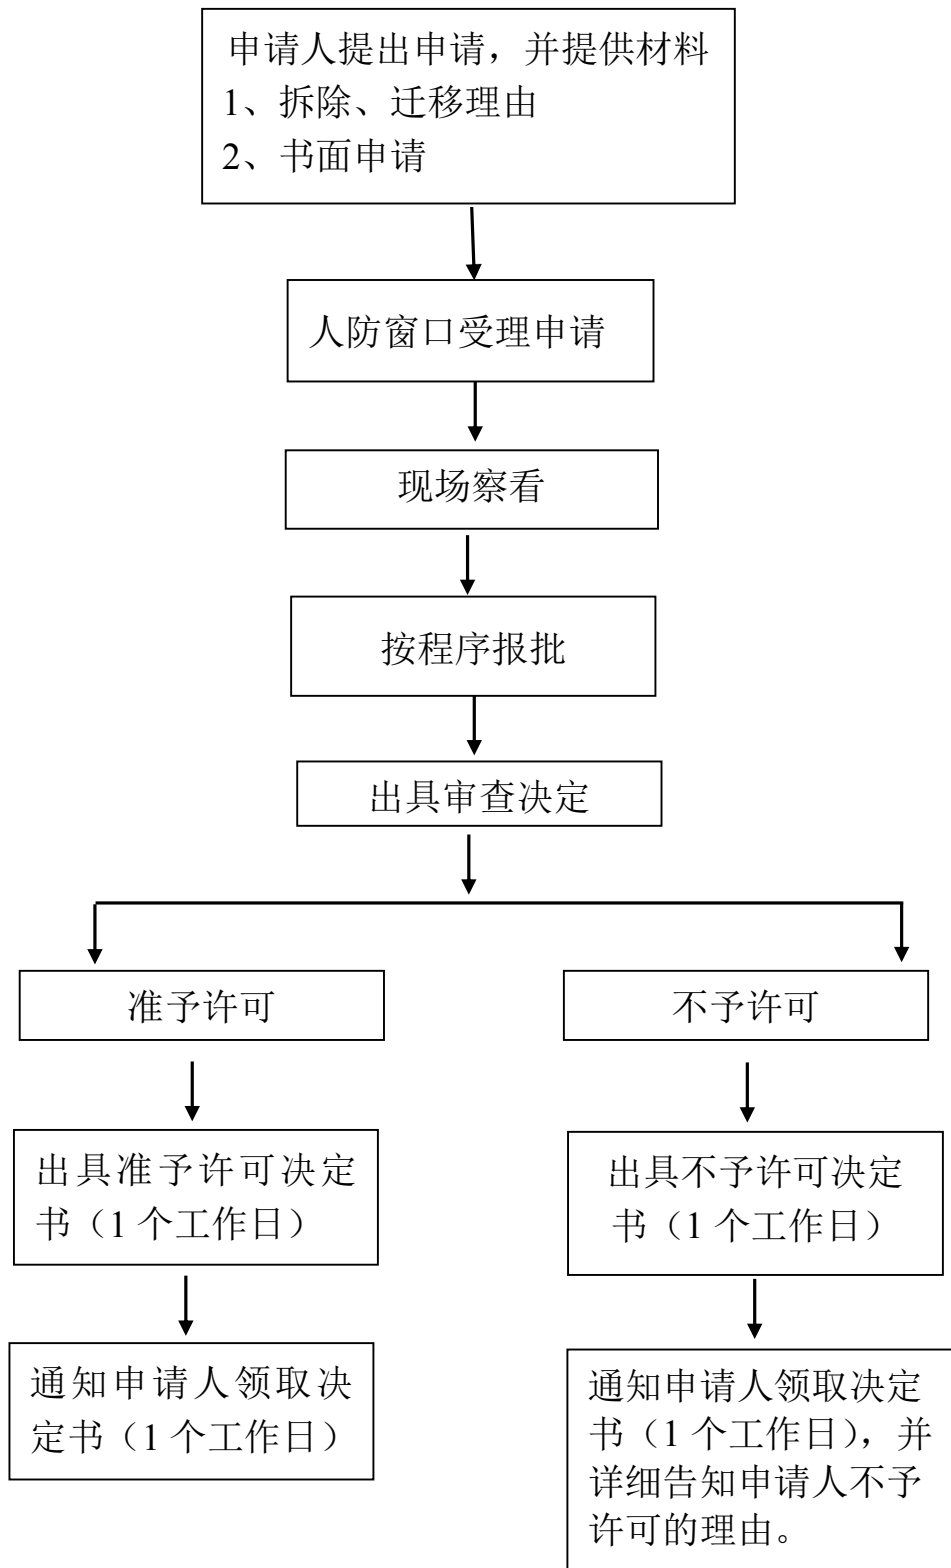 申请人提出申请，并提供材料
1、拆除、迁移理由
2、书面申请
人防窗口受理申请
现场察看
按程序报批
出具审查决定
准予许可
不予许可
出具准予许可决定
书（1 个工作日）
出具不予许可决定
书（1 个工作日）
通知申请人领取决
定书（1 个工作日）
通知申请人领取决定
书（1 个工作日），并
详细告知申请人不予
许可的理由。